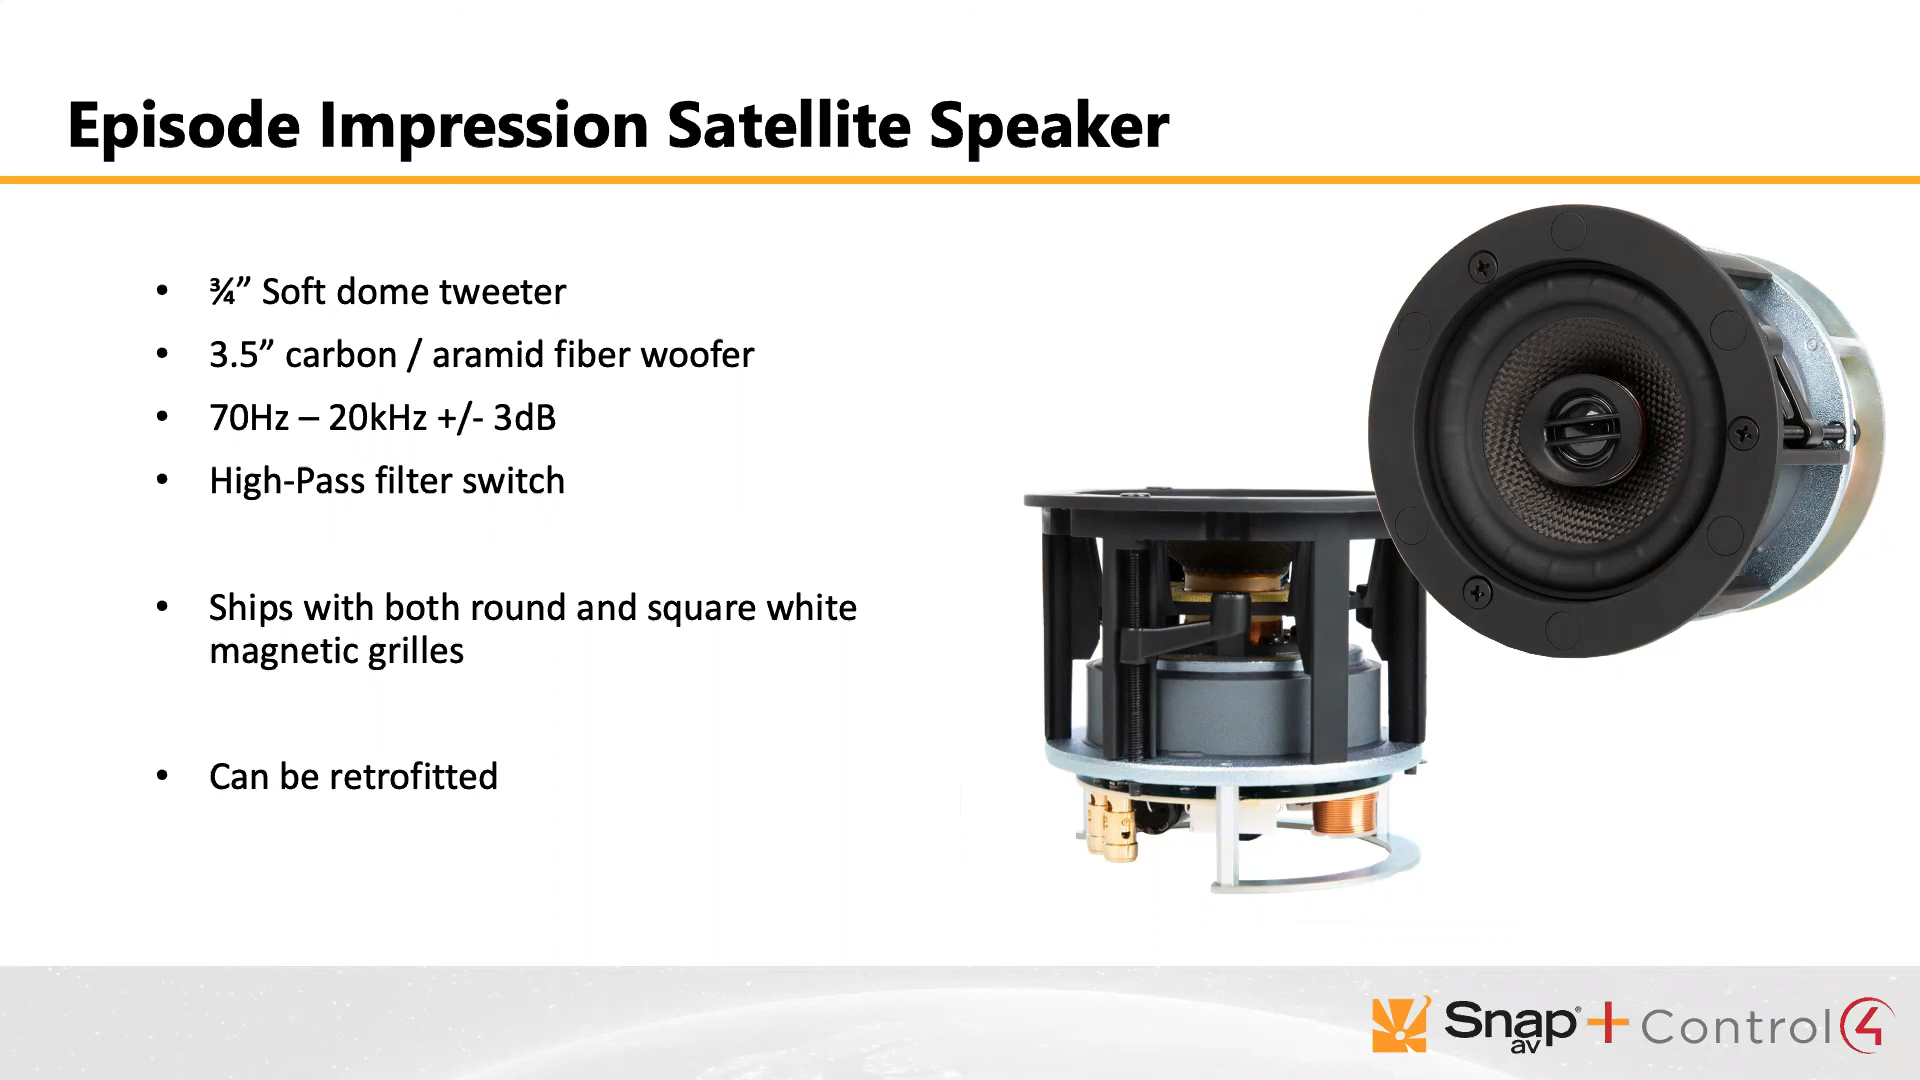 Episode Impression Satellite Speaker
• ¾” Soft dome tweeter
• 3.5” carbon / aramid fiber woofer
• 70Hz – 20kHz +/- 3dB
• High-Pass filter switch
• Ships with both round and square white
magnetic grilles
• Can be retrofitted
Snap® + Control 4
av